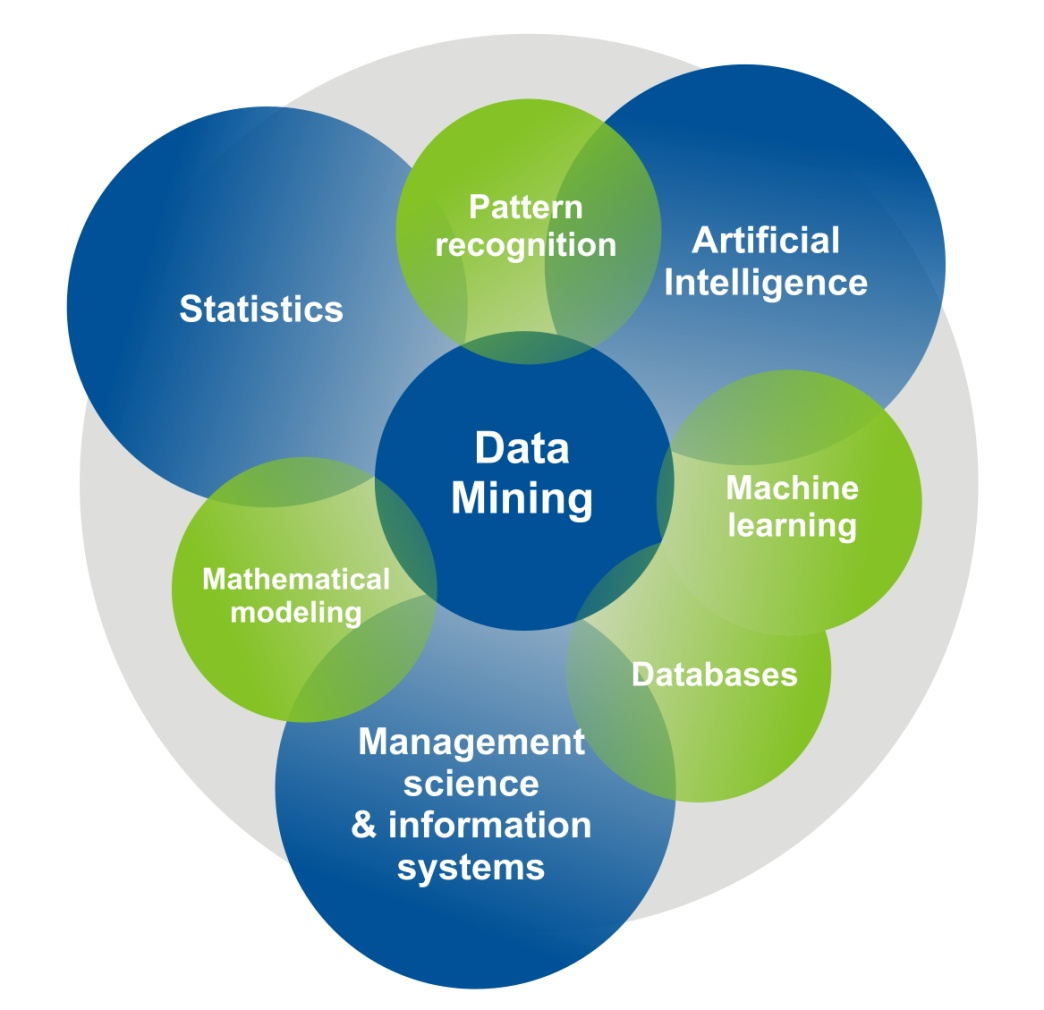 Pattern
recognition
Artificial
Intelligence
Statistics
Data
Mining
Machine
learning
Mathematical
modeling
Databases
Management
science
& information
systems